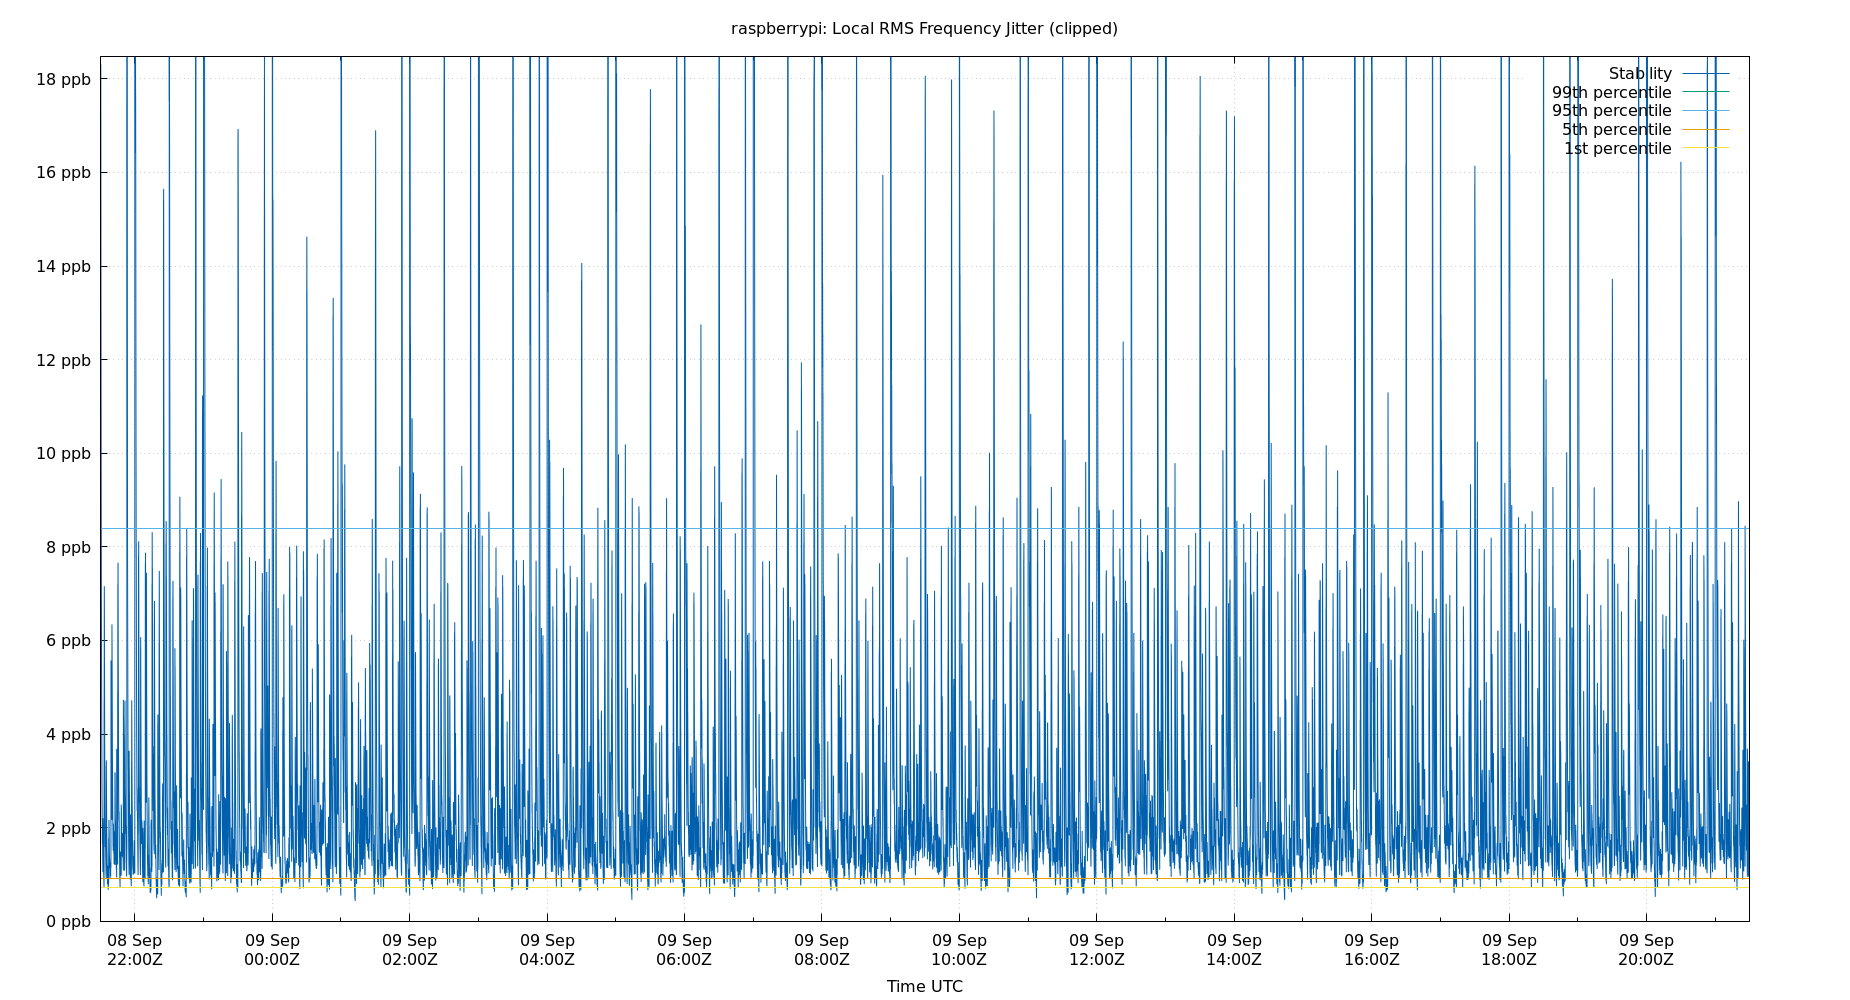 raspberrypi: Local RMS Frequency Jitter (clipped)
18 ppb
16 ppb
14 ppb
12 ppb
10 ppb
8 ppb
6 ppb
4 ppb
2 ppb
0 ppb
Stability
99th percentile
95th percentile
5th percentile
1st percentile
08 Sep 09 Sep 09 Sep 09 Sep 09 Sep 09 Sep 09 Sep 09 Sep 09 Sep 09 Sep 09 Sep 09 Sep
22:00Z 00:00Z 02:00Z 04:00Z 06:00Z 08:00Z 10:00Z 12:00Z 14:00Z 16:00Z 18:00Z 20:00Z
Time UTC